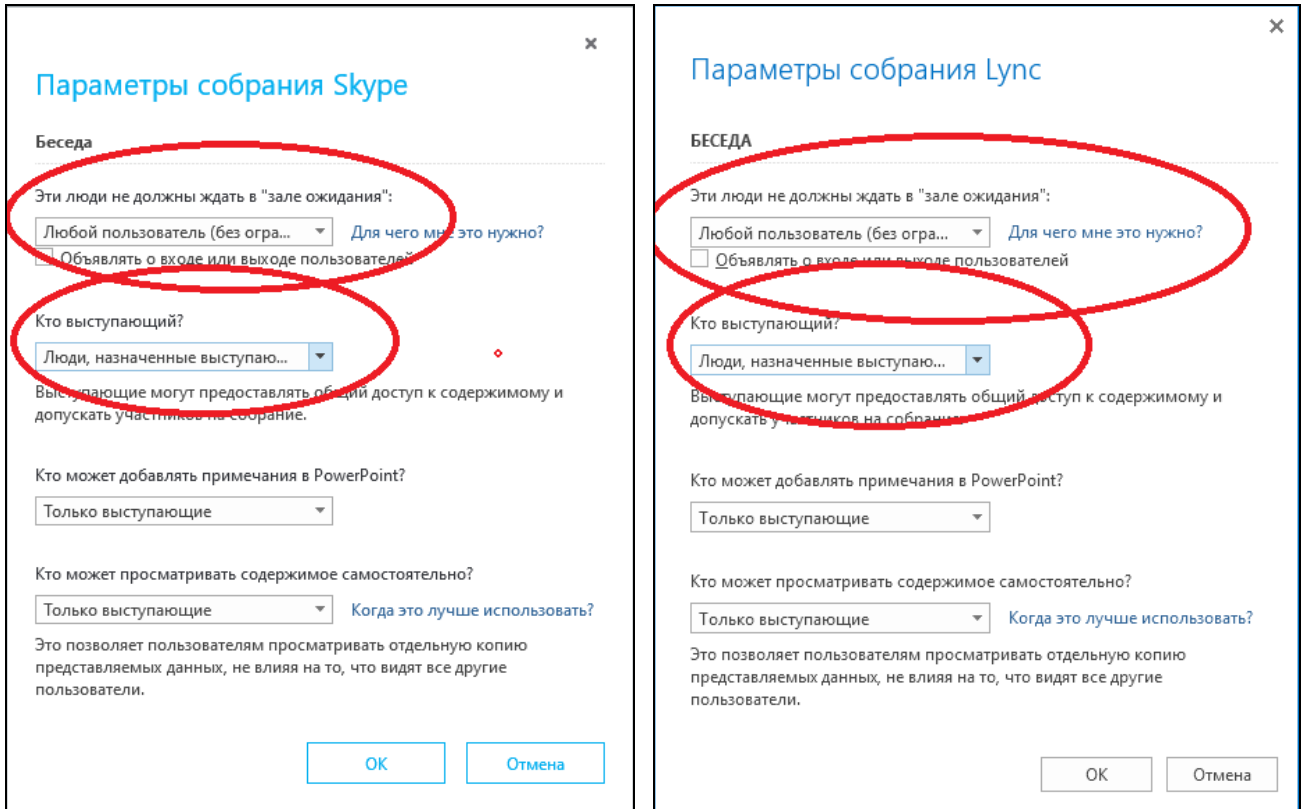 Параметры собрания Skype
Беседа
Эти люди не должны ждать в "зале ожидания":
Любой пользователь (без огра...
Для чего мне это нужно?
Объявлять о входе или выходе пользователей
Кто выступающий?
Люди, назначенные выступаю...
Выступающие могут предоставлять общий доступ к содержимому и
допускать участников на собрание.
Кто может добавлять примечания в PowerPoint?
Только выступающие
Кто может просматривать содержимое самостоятельно?
Только выступающие
Когда это лучше использовать?
Это позволяет пользователям просматривать отдельную копию
представляемых данных, не влияя на то, что видят все другие
пользователи.
ОК
Отмена
Параметры собрания Lync
БЕСЕДА
Эти люди не должны ждать в "зале ожидания":
Любой пользователь (без огра...
Для чего мне это нужно?
Объявлять о входе или выходе пользователей
Кто выступающий?
Люди, назначенные выступаю...
Выступающие могут предоставлять общий доступ к содержимому и
допускать участников на собрание.
Кто может добавлять примечания в PowerPoint?
Только выступающие
Кто может просматривать содержимое самостоятельно?
Только выступающие
Когда это лучше использовать?
Это позволяет пользователям просматривать отдельную копию
представляемых данных, не влияя на то, что видят все другие
пользователи.
ОК
Отмена